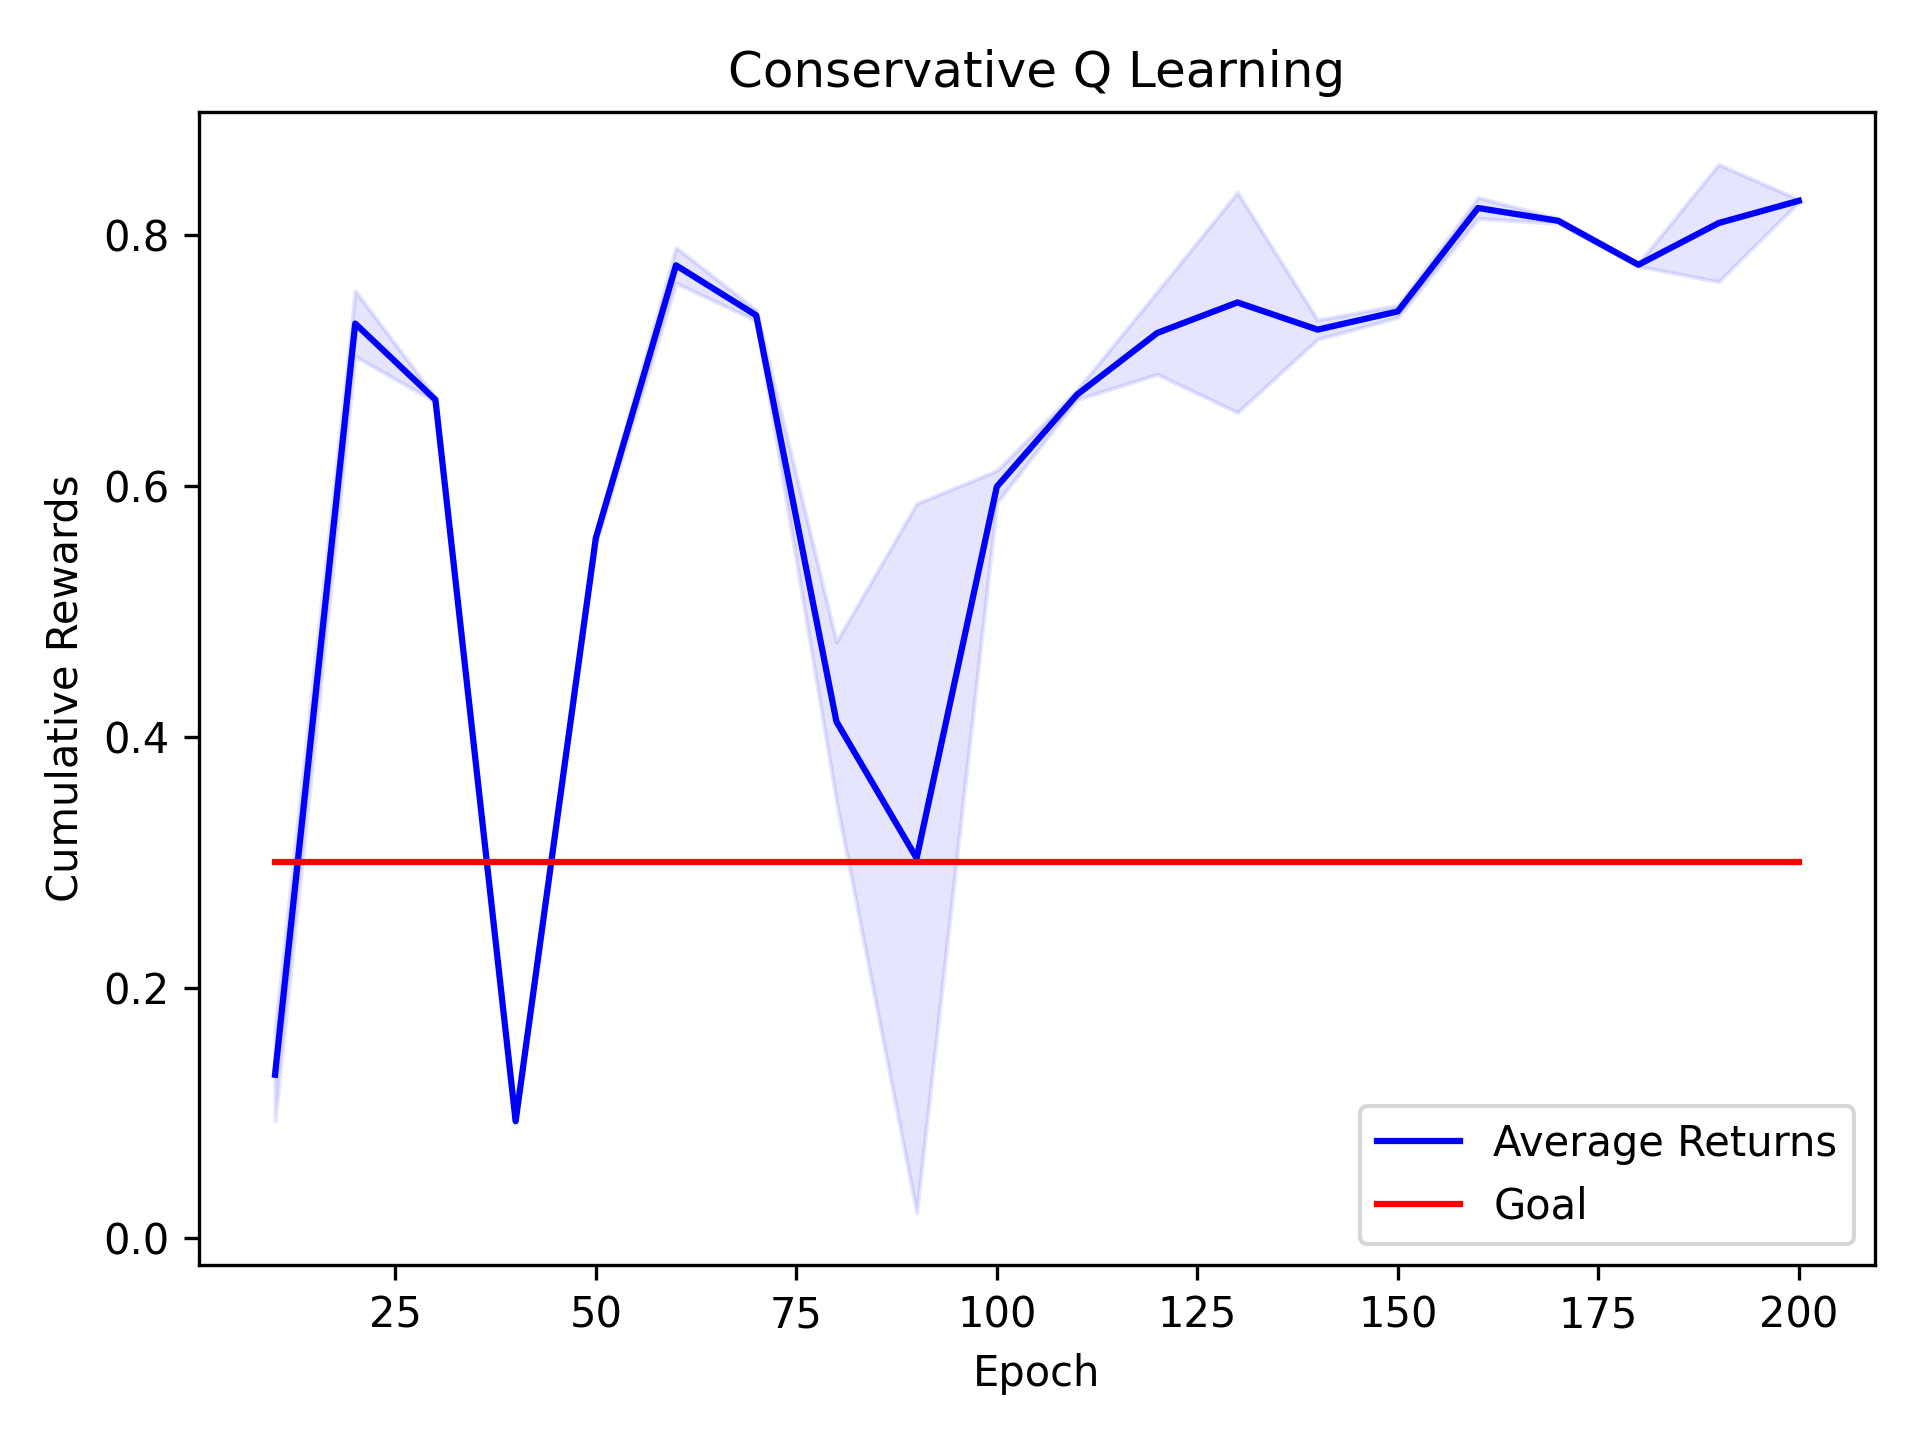 Conservative Q Learning
Cumulative Rewards
0.8
0.6
0.4
0.2
0.0
25 50 75 100 125 150 175 200
Epoch
Average Returns
Goal